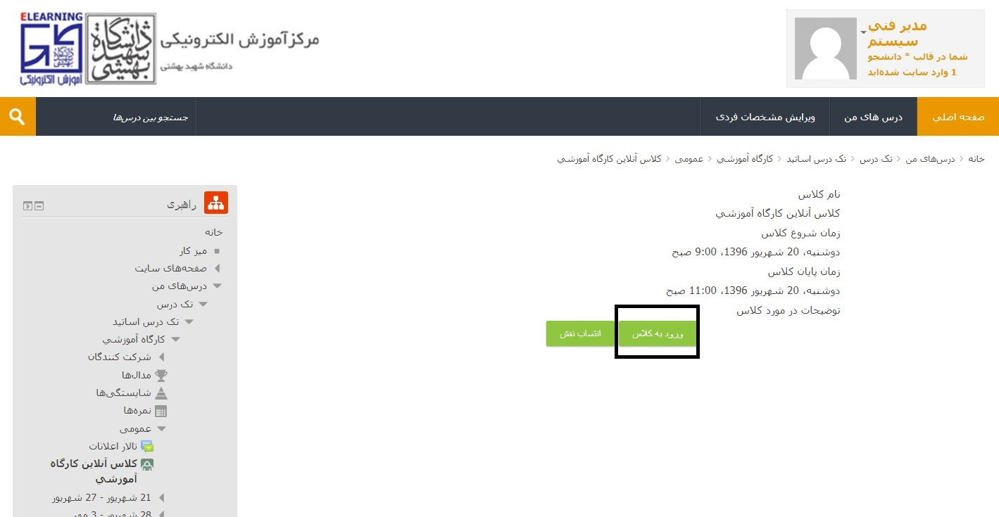 ELEARNING
آموزش الکترونیکی
دانشگاه شهید بهشتی
مرکز آموزش الکترونیکی
دانشگاه شهید بهشتی
مدیر فني سیستم
شما در قالب * دانشجو
1 وارد سایت شده‌اید
صفحه اصلي
درس های من
ویرایش مشخصات فردی
جستجو بین درس‌ها
خانه › درس‌های من › تک درس › تک درس اساتید › کارگاه آموزشي › عمومی › کلاس آنلاین کارگاه آموزشي
نام کلاس
کلاس آنلاین کارگاه آموزشي
زمان شروع کلاس
دوشنبه، 20 شهریور 1396، 9:00 صبح
زمان پایان کلاس
دوشنبه، 20 شهریور 1396، 11:00 صبح
توضیحات در مورد کلاس
ورود به کلاس
انتساب نقش
راهبری
خانه
میز کار
صفحه‌های سایت
درس‌های من
تک درس
تک درس اساتید
کارگاه آموزشي
شرکت کنندگان
مدال‌ها
شایستگی‌ها
نمره‌ها
عمومی
تالار اعلانات
کلاس آنلاین کارگاه
آموزشي
21 شهریور - 27 شهریور
28 شهریور - 3 مهر